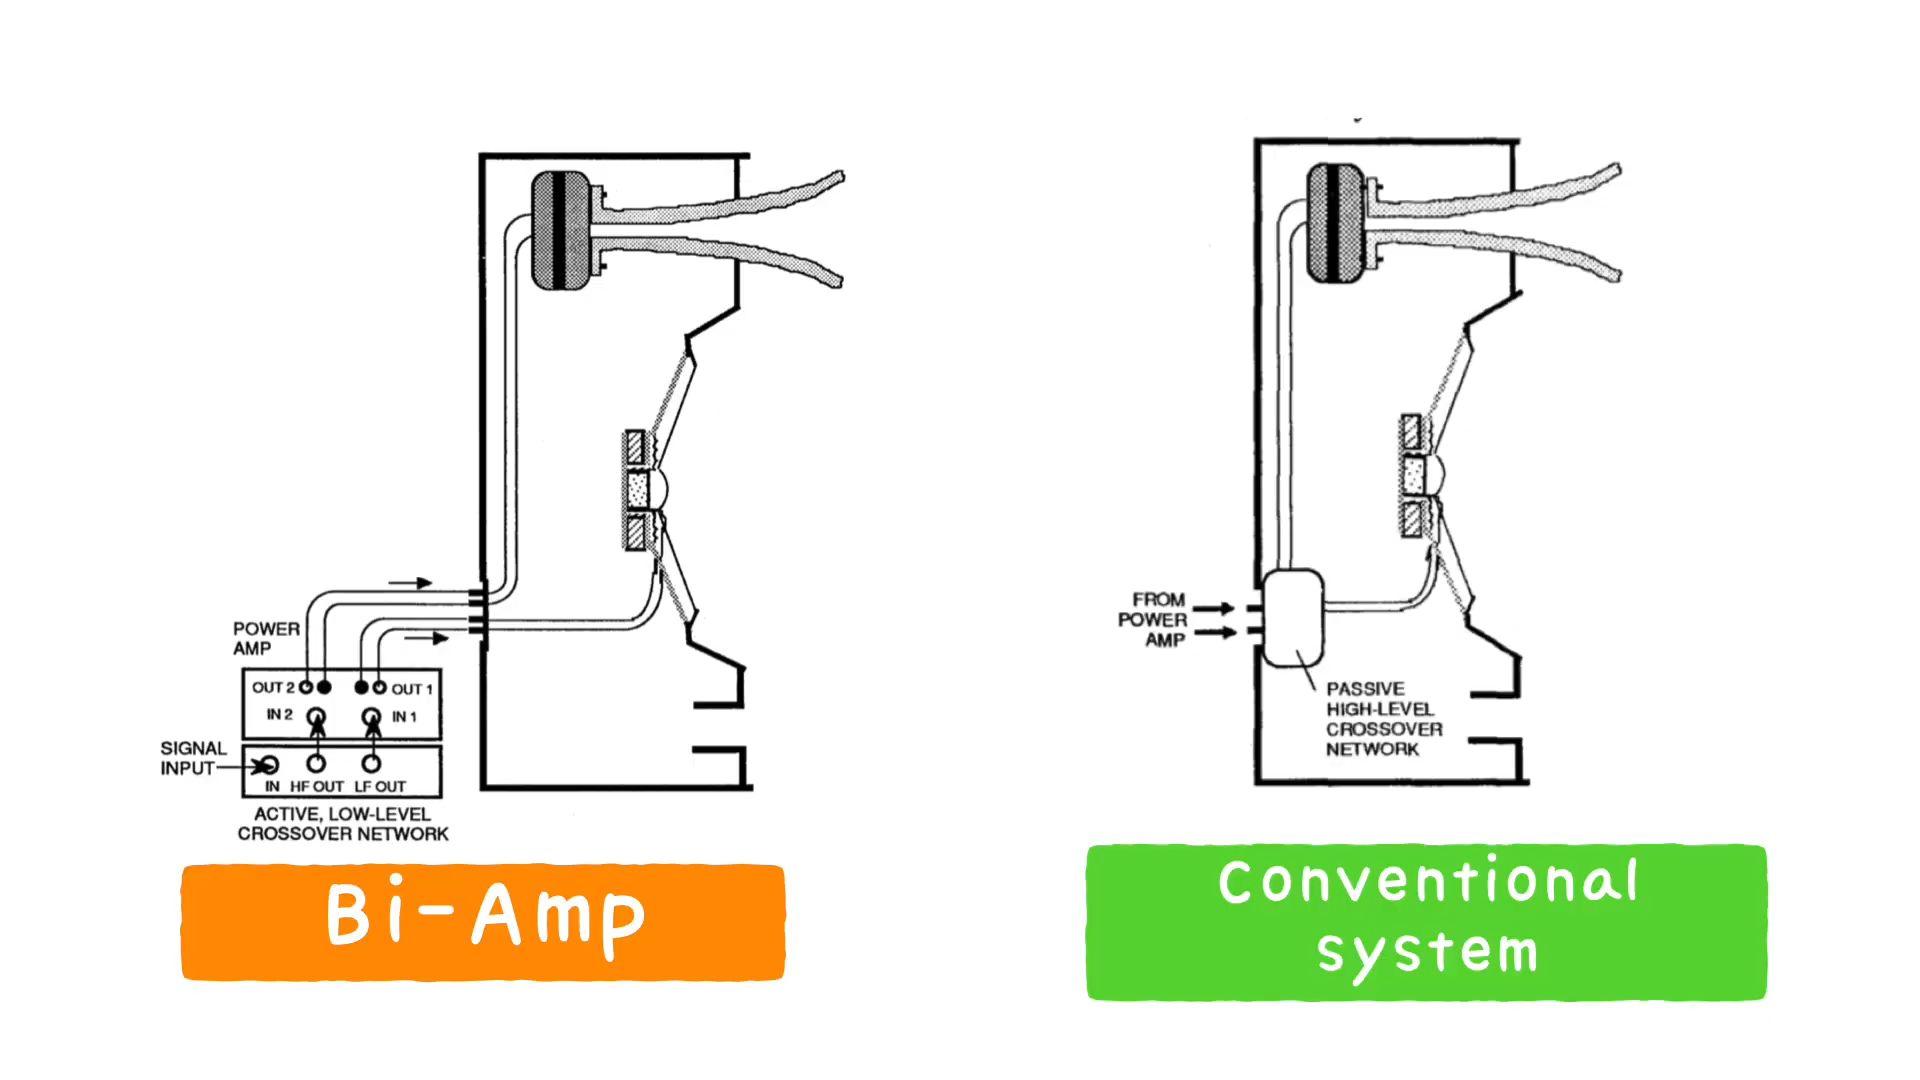 POWER
AMP
OUT 2
OUT 1
IN 2
IN 1
SIGNAL
INPUT
IN HF OUT LF OUT
ACTIVE, LOW-LEVEL
CROSSOVER NETWORK
Bi-Amp
FROM
POWER
AMP
PASSIVE
HIGH-LEVEL
CROSSOVER
NETWORK
Conventional
system